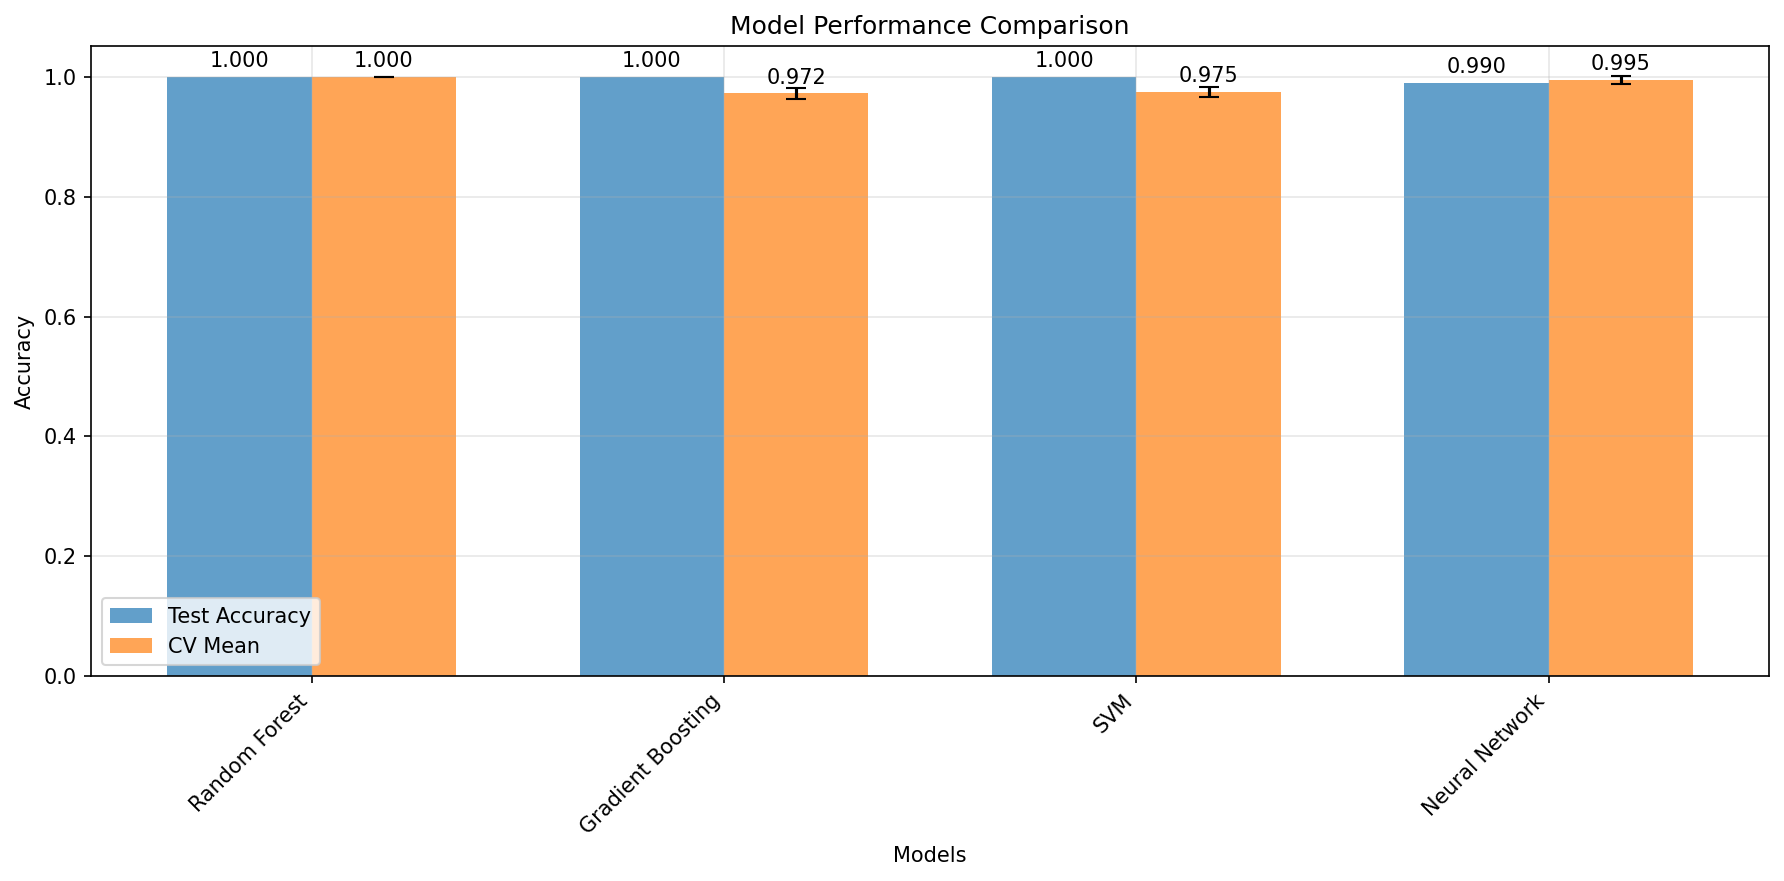 Model Performance Comparison
1.000
1.000
1.000
0.972
1.000
0.975
0.990
0.995
1.0
0.8
0.6
0.4
0.2
0.0
Accuracy
Test Accuracy
CV Mean
Random Forest
Gradient Boosting
SVM
Neural Network
Models